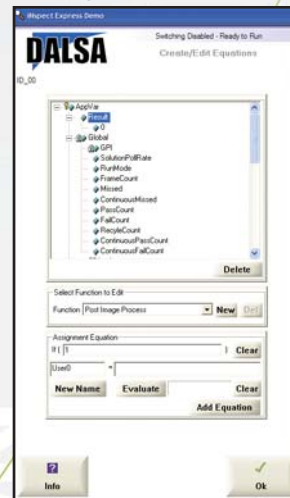 iNspect Express Demo
DALSA
Switching Disabled - Ready to Run
Create/Edit Equations
ID_00
AppVar
Result
0
Global
GPI
SolutionPollRate
RunMode
FrameCount
Missed
ContinuousMissed
PassCount
FailCount
RecyleCount
ContinuousPassCount
ContinuousFailCount
Delete
Select Function to Edit
Function Post Image Process New Del
Assignment Equation
If ( 1 ) Clear
User0 =
New Name Evaluate Clear
Add Equation
?
Info
Ok